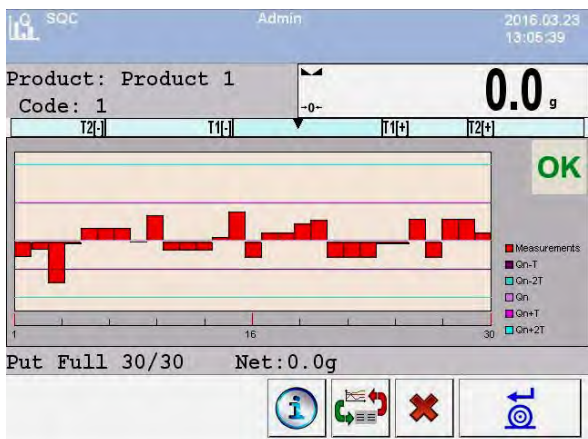 SQC Admin 2016.03.23
13:05:39
Product: Product 1
Code: 1
→0←
0.0 g
T2[-] T1[-] T1[+] T2[+]
OK
Measurements
Qn-T
Qn-2T
Qn
Qn+T
Qn+2T
1 16 30
Put Full 30/30 Net:0.0g